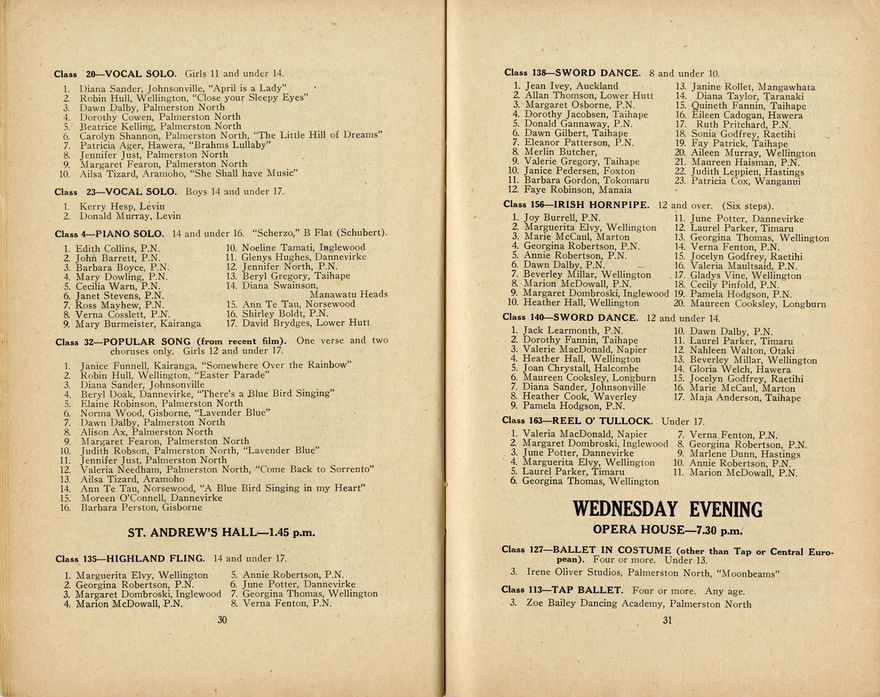 Class 20—VOCAL SOLO. Girls 11 and under 14.
1. Diana Sander, Johnsonville, "April is a Lady"
2. Robin Hull, Wellington, "Close your Sleepy Eyes"
3. Dawn Dalby, Palmerston North
4. Dorothy Cowen, Palmerston North
5. Beatrice Kelling, Palmerston North
6. Carolyn Shannon, Palmerston North, "The Little Hill of Dreams"
7. Patricia Ager, Hawera, "Brahms Lullaby"
8. Jennifer Just, Palmerston North
9. Margaret Fearon, Palmerston North
10. Ailsa Tizard, Aramoho, "She Shall have Music"
Class 23—VOCAL SOLO. Boys 14 and under 17.
1. Kerry Hesp, Levin
2. Donald Murray, Levin
Class 4—PIANO SOLO. 14 and under 16. "Scherzo," B Flat (Schubert).
1. Edith Collins, P.N.
2. John Barrett, P.N.
3. Barbara Boyce, P.N.
4. Mary Dowling, P.N.
5. Cecilia Warn, P.N.
6. Janet Stevens, P.N.
7. Ross Mayhew, P.N.
8. Verna Cosslett, P.N.
9. Mary Burmeister, Kairanga
10. Noeline Tamati, Inglewood
11. Glenys Hughes, Dannevirke
12. Jennifer North, P.N.
13. Beryl Gregory, Taihape
14. Diana Swainson,
Manawatu Heads
15. Ann Te Tau, Norsewood
16. Shirley Boldt, P.N.
17. David Brydges, Lower Hutt
Class 32—POPULAR SONG (from recent film). One verse and two
choruses only. Girls 12 and under 17.
1. Janice Funnell, Kairanga, "Somewhere Over the Rainbow"
2. Robin Hull, Wellington, "Easter Parade"
3. Diana Sander, Johnsonville
4. Beryl Doak, Dannevirke, "There's a Blue Bird Singing"
5. Elaine Robinson, Palmerston North
6. Norma Wood, Gisborne, "Lavender Blue"
7. Dawn Dalby, Palmerston North
8. Alison Ax, Palmerston North
9. Margaret Fearon, Palmerston North
10. Judith Robson, Palmerston North, "Lavender Blue"
11. Jennifer Just, Palmerston North
12. Valeria Needham, Palmerston North, "Come Back to Sorrento"
13. Ailsa Tizard, Aramoho
14. Ann Te Tau, Norsewood, "A Blue Bird Singing in my Heart"
15. Moreen O'Connell, Dannevirke
16. Barbara Perston, Gisborne
ST. ANDREW'S HALL—1.45 p.m.
Class 135—HIGHLAND FLING. 14 and under 17.
1. Marguerita Elvy, Wellington
2. Georgina Robertson, P.N.
3. Margaret Dombroski, Inglewood
4. Marion McDowall, P.N.
5. Annie Robertson, P.N.
6. June Potter, Dannevirke
7. Georgina Thomas, Wellington
8. Verna Fenton, P.N.
30
Class 138—SWORD DANCE. 8 and under 10.
1. Jean Ivey, Auckland
2. Allan Thomson, Lower Hutt
3. Margaret Osborne, P.N.
4. Dorothy Jacobsen, Taihape
5. Donald Gannaway, P.N.
6. Dawn Gilbert, Taihape
7. Eleanor Patterson, P.N.
8. Merlin Butcher,
9. Valerie Gregory, Taihape
10. Janice Pedersen, Foxton
11. Barbara Gordon, Tokomaru
12. Faye Robinson, Manaia
13. Janine Rollet, Mangawhata
14. Diana Taylor, Taranaki
15. Quineth Fannin, Taihape
16. Eileen Cadogan, Hawera
17. Ruth Pritchard, P.N.
18. Sonia Godfrey, Raetihi
19. Fay Patrick, Taihape
20. Aileen Murray, Wellington
21. Maureen Haisman, P.N.
22. Judith Leppien, Hastings
23. Patricia Cox, Wanganui
Class 156—IRISH HORNPIPE. 12 and over. (Six steps).
1. Joy Burrell, P.N.
2. Marguerita Elvy, Wellington
3. Marie McCaul, Marton
4. Georgina Robertson, P.N.
5. Annie Robertson, P.N.
6. Dawn Dalby, P.N.
7. Beverley Millar, Wellington
8. Marion McDowall, P.N.
9. Margaret Dombroski, Inglewood
10. Heather Hall, Wellington
11. June Potter, Dannevirke
12. Laurel Parker, Timaru
13. Georgina Thomas, Wellington
14. Verna Fenton, P.N.
15. Jocelyn Godfrey, Raetihi
16. Valeria Maultsaid, P.N.
17. Gladys Vine, Wellington
18. Cecily Pinfold, P.N.
19. Pamela Hodgson, P.N.
20. Maureen Cooksley, Longburn
Class 140—SWORD DANCE. 12 and under 14.
1. Jack Learmonth, P.N.
2. Dorothy Fannin, Taihape
3. Valerie MacDonald, Napier
4. Heather Hall, Wellington
5. Joan Chrystall, Halcombe
6. Maureen Cooksley, Longburn
7. Diana Sander, Johnsonville
8. Heather Cook, Waverley
9. Pamela Hodgson, P.N.
10. Dawn Dalby, P.N.
11. Laurel Parker, Timaru
12. Nahleen Walton, Otaki
13. Beverley Millar, Wellington
14. Gloria Welch, Hawera
15. Jocelyn Godfrey, Raetihi
16. Marie McCaul, Marton
17. Maja Anderson, Taihape
Class 163—REEL O' TULLOCK. Under 17.
1. Valeria MacDonald, Napier
2. Margaret Dombroski, Inglewood
3. June Potter, Dannevirke
4. Marguerita Elvy, Wellington
5. Laurel Parker, Timaru
6. Georgina Thomas, Wellington
7. Verna Fenton, P.N.
8. Georgina Robertson, P.N.
9. Marlene Dunn, Hastings
10. Annie Robertson, P.N.
11. Marion McDowall, P.N.
WEDNESDAY EVENING
OPERA HOUSE—7.30 p.m.
Class 127—BALLET IN COSTUME (other than Tap or Central Euro-
pean). Four or more. Under 13.
3. Irene Oliver Studios, Palmerston North, "Moonbeams"
Class 113—TAP BALLET. Four or more. Any age.
3. Zoe Bailey Dancing Academy, Palmerston North
31